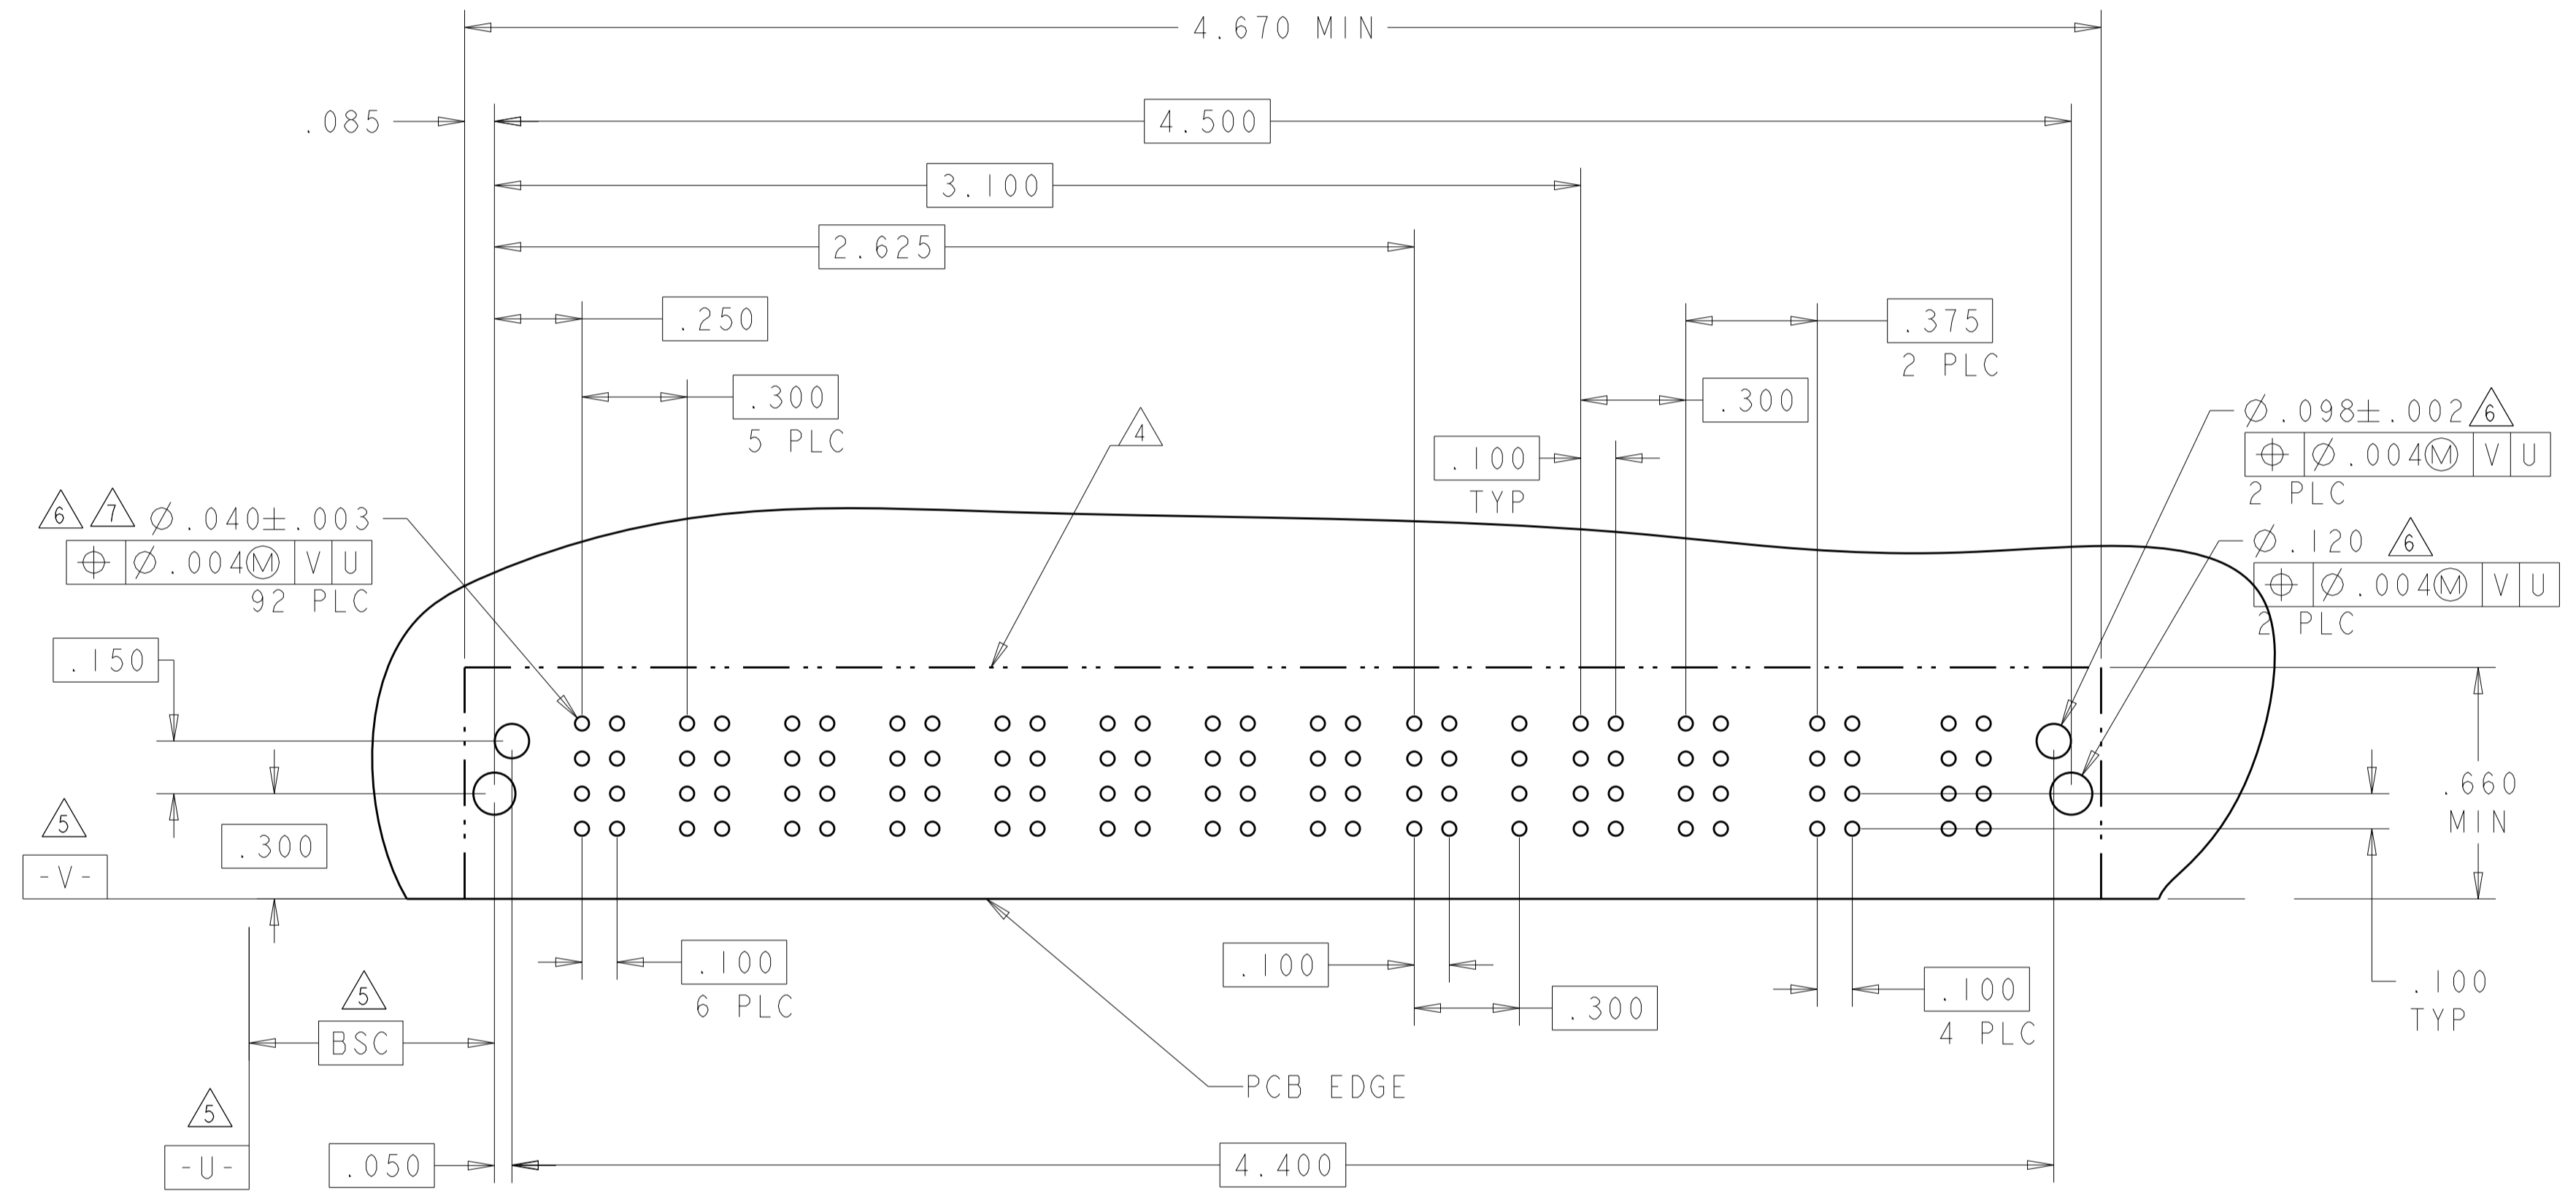 4.670 MIN
.085
4.500
3.100
2.625
.250
.375
2 PLC
.300
5 PLC
.300
4
.100
TYP
Ø.098±.002 6
⌖ Ø.004Ⓜ V U
2 PLC
6 7 Ø.040±.003
⌖ Ø.004Ⓜ V U
92 PLC
Ø.120 6
⌖ Ø.004Ⓜ V U
2 PLC
.150
.660
MIN
5
.300
-V-
.100
6 PLC
.100
.300
.100
4 PLC
.100
TYP
5
BSC
PCB EDGE
5
-U-
.050
4.400